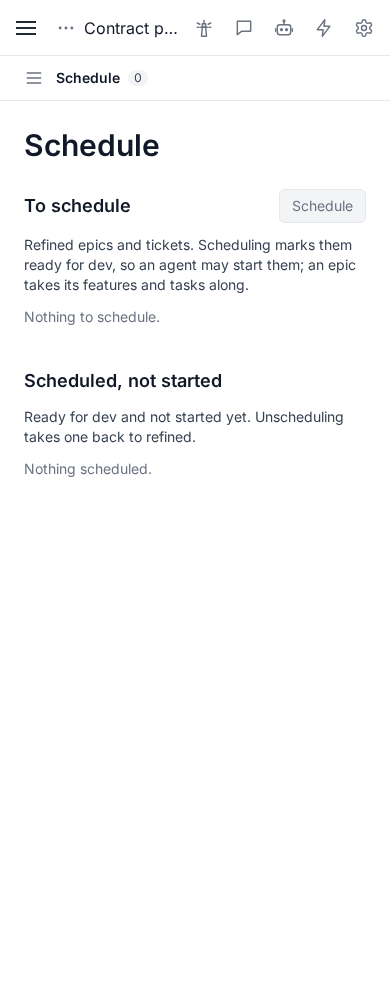 Contract p...
Schedule 0
Schedule
To schedule
Schedule
Refined epics and tickets. Scheduling marks them
ready for dev, so an agent may start them; an epic
takes its features and tasks along.
Nothing to schedule.
Scheduled, not started
Ready for dev and not started yet. Unscheduling
takes one back to refined.
Nothing scheduled.